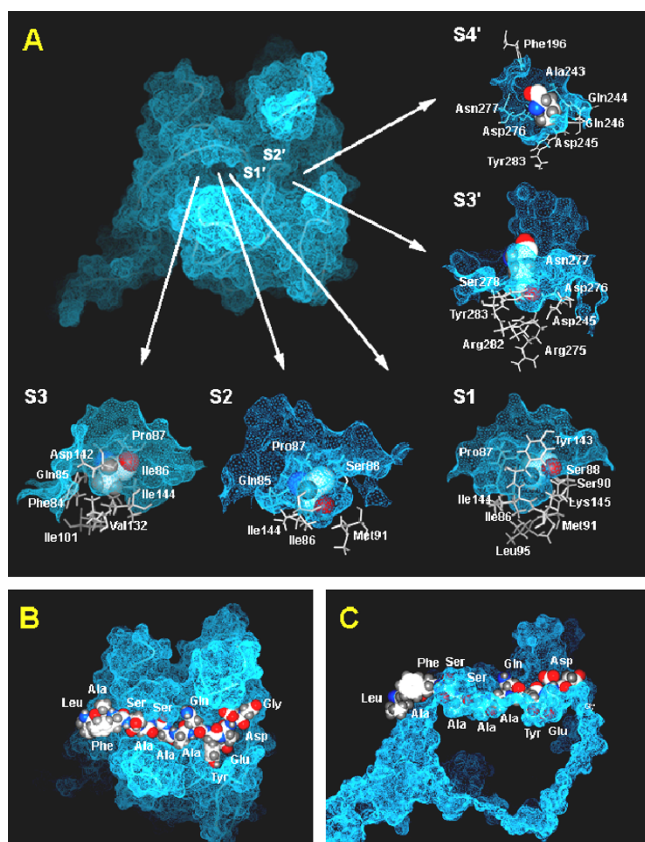 A
S2'
S1'
S4'
Phe196
Ala243
Gln244
Asn277
Gln246
Asp276
Asp245
Tyr283
S3'
Asn277
Ser278
Asp276
Tyr283
Asp245
Arg282
Arg275
S3
Pro87
Asp142
Gln85
Ile86
Phe84
Ile144
Val132
Ile101
S2
Pro87
Ser88
Gln85
Ile144
Ile86
Met91
S1
Tyr143
Pro87
Ser88
Ser90
Ile144
Lys145
Ile86
Met91
Leu95
B
Ala
Ser Ser
Gln
Leu
Gly
Phe
Ala
Ala
Ala
Asp
Glu
Tyr
C
Phe
Ser
Gln
Asp
Ser
Leu
Ala
Ala
Ala
Ala
Tyr
Glu